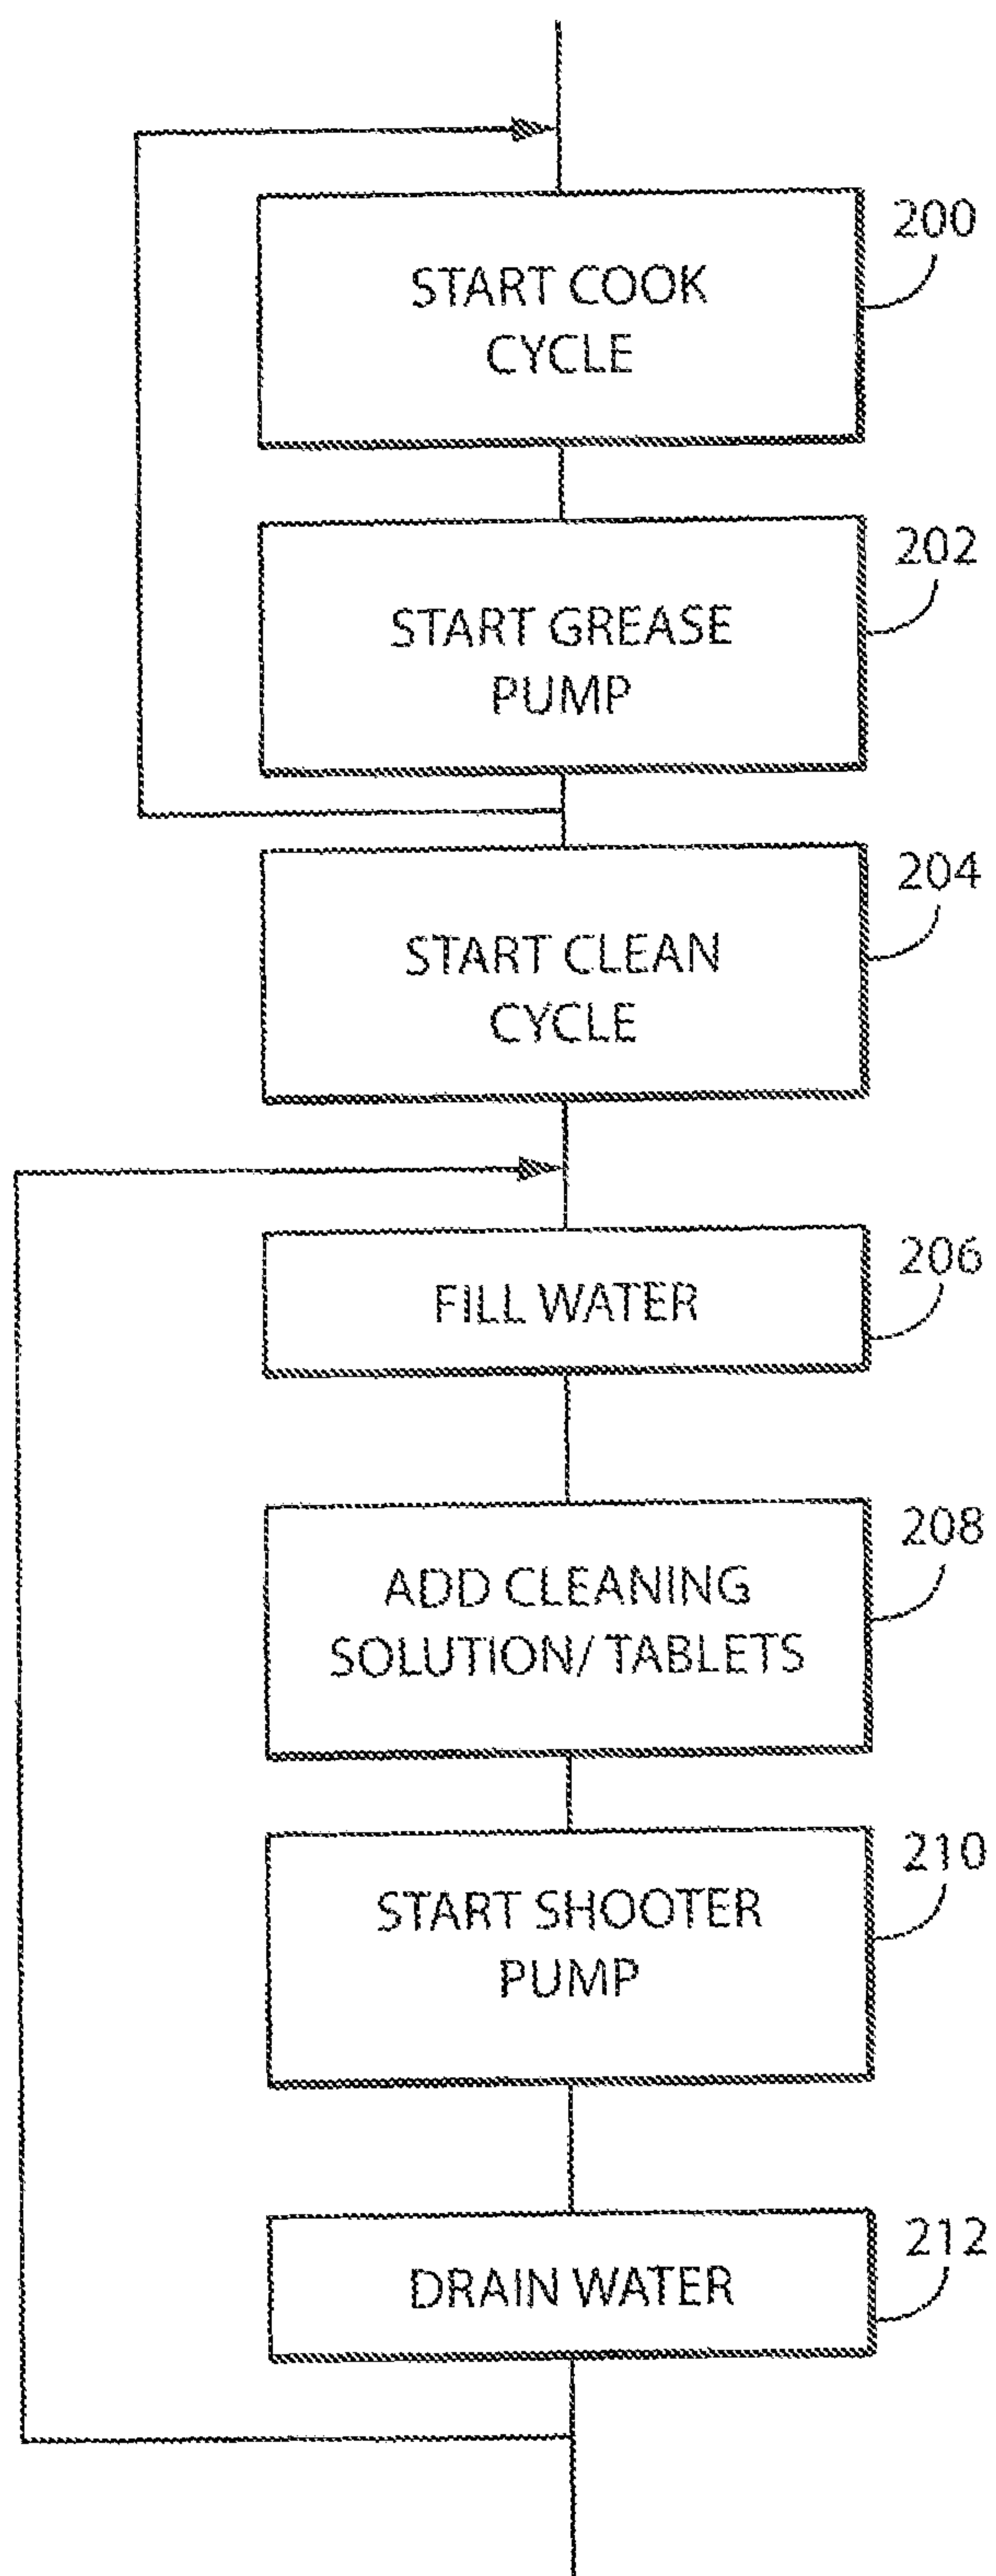 200
START COOK
CYCLE
202
START GREASE
PUMP
204
START CLEAN
CYCLE
206
FILL WATER
208
ADD CLEANING
SOLUTION/ TABLETS
210
START SHOOTER
PUMP
212
DRAIN WATER